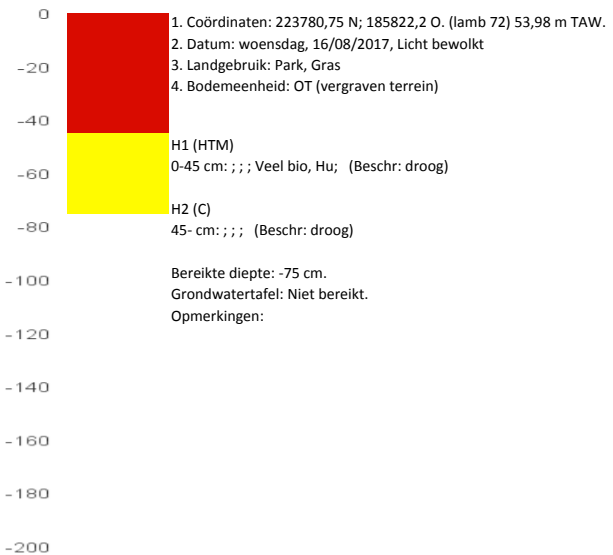 0
-20
-40
-60
-80
-100
-120
-140
-160
-180
-200
1. Coördinaten: 223780,75 N; 185822,2 O. (lamb 72) 53,98 m TAW.
2. Datum: woensdag, 16/08/2017, Licht bewolkt
3. Landgebruik: Park, Gras
4. Bodemeenheid: OT (vergraven terrein)
H1 (HTM)
0-45 cm: ; ; ; Veel bio, Hu; (Beschr: droog)
H2 (C)
45- cm: ; ; ; (Beschr: droog)
Bereikte diepte: -75 cm.
Grondwatertafel: Niet bereikt.
Opmerkingen: